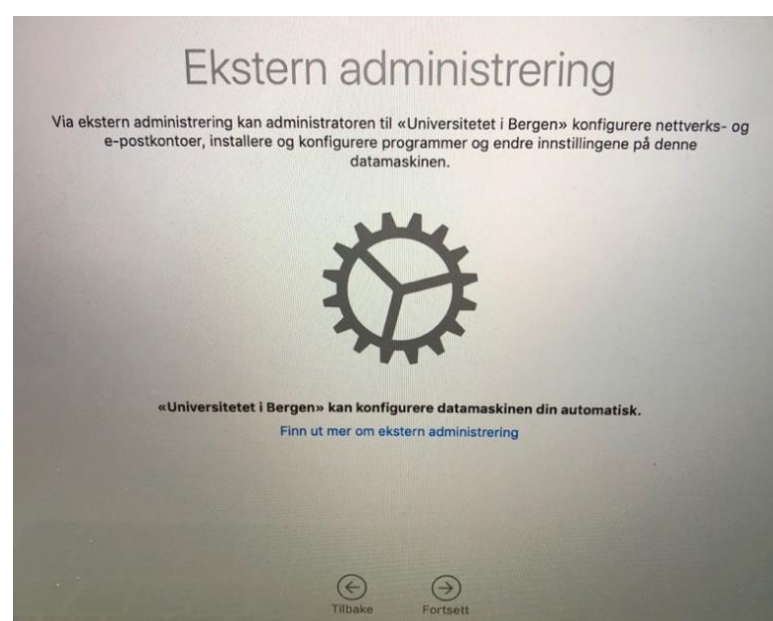 Ekstern administrering
Via ekstern administrering kan administratoren til «Universitetet i Bergen» konfigurere nettverks- og
e-postkontoer, installere og konfigurere programmer og endre innstillingene på denne
datamaskinen.
«Universitetet i Bergen» kan konfigurere datamaskinen din automatisk.
Finn ut mer om ekstern administrering
Tilbake
Fortsett